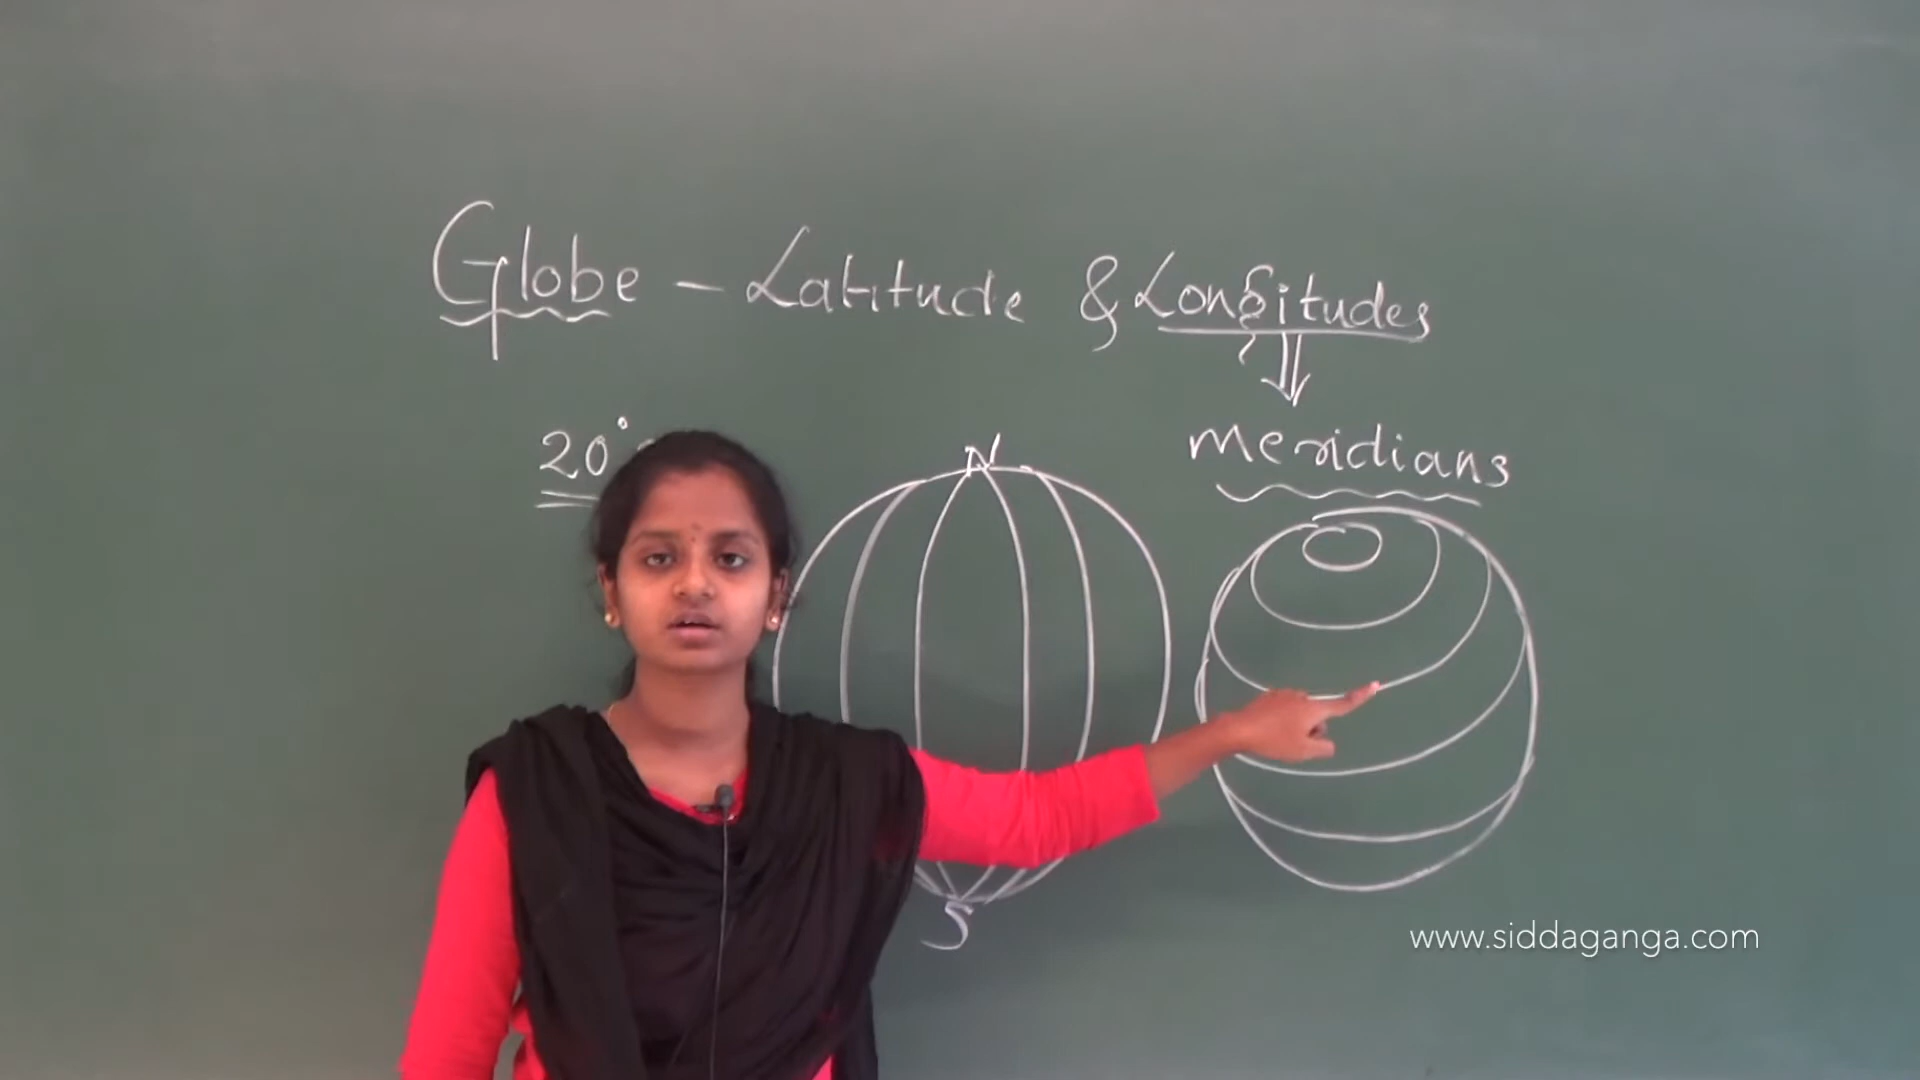 Globe - Latitude & Longitudes
20°
N
Meridians
S
www.siddaganga.com